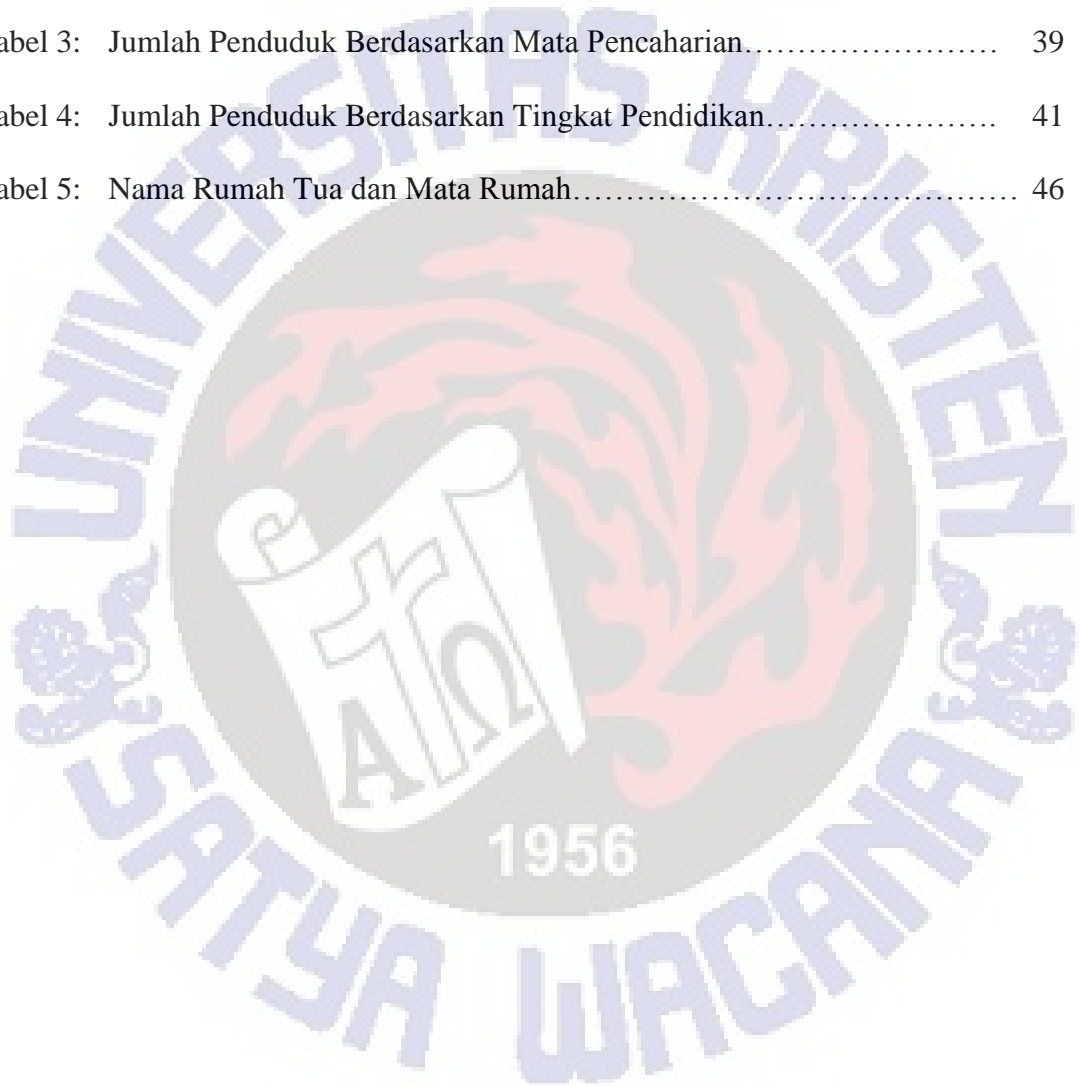 abel 3: Jumlah Penduduk Berdasarkan Mata Pencaharian........................ 39
abel 4: Jumlah Penduduk Berdasarkan Tingkat Pendidikan...................... 41
abel 5: Nama Rumah Tua dan Mata Rumah.......................................... 46
UNIVERSITAS KRISTEN
A Ω
1956
SATYA WACANA